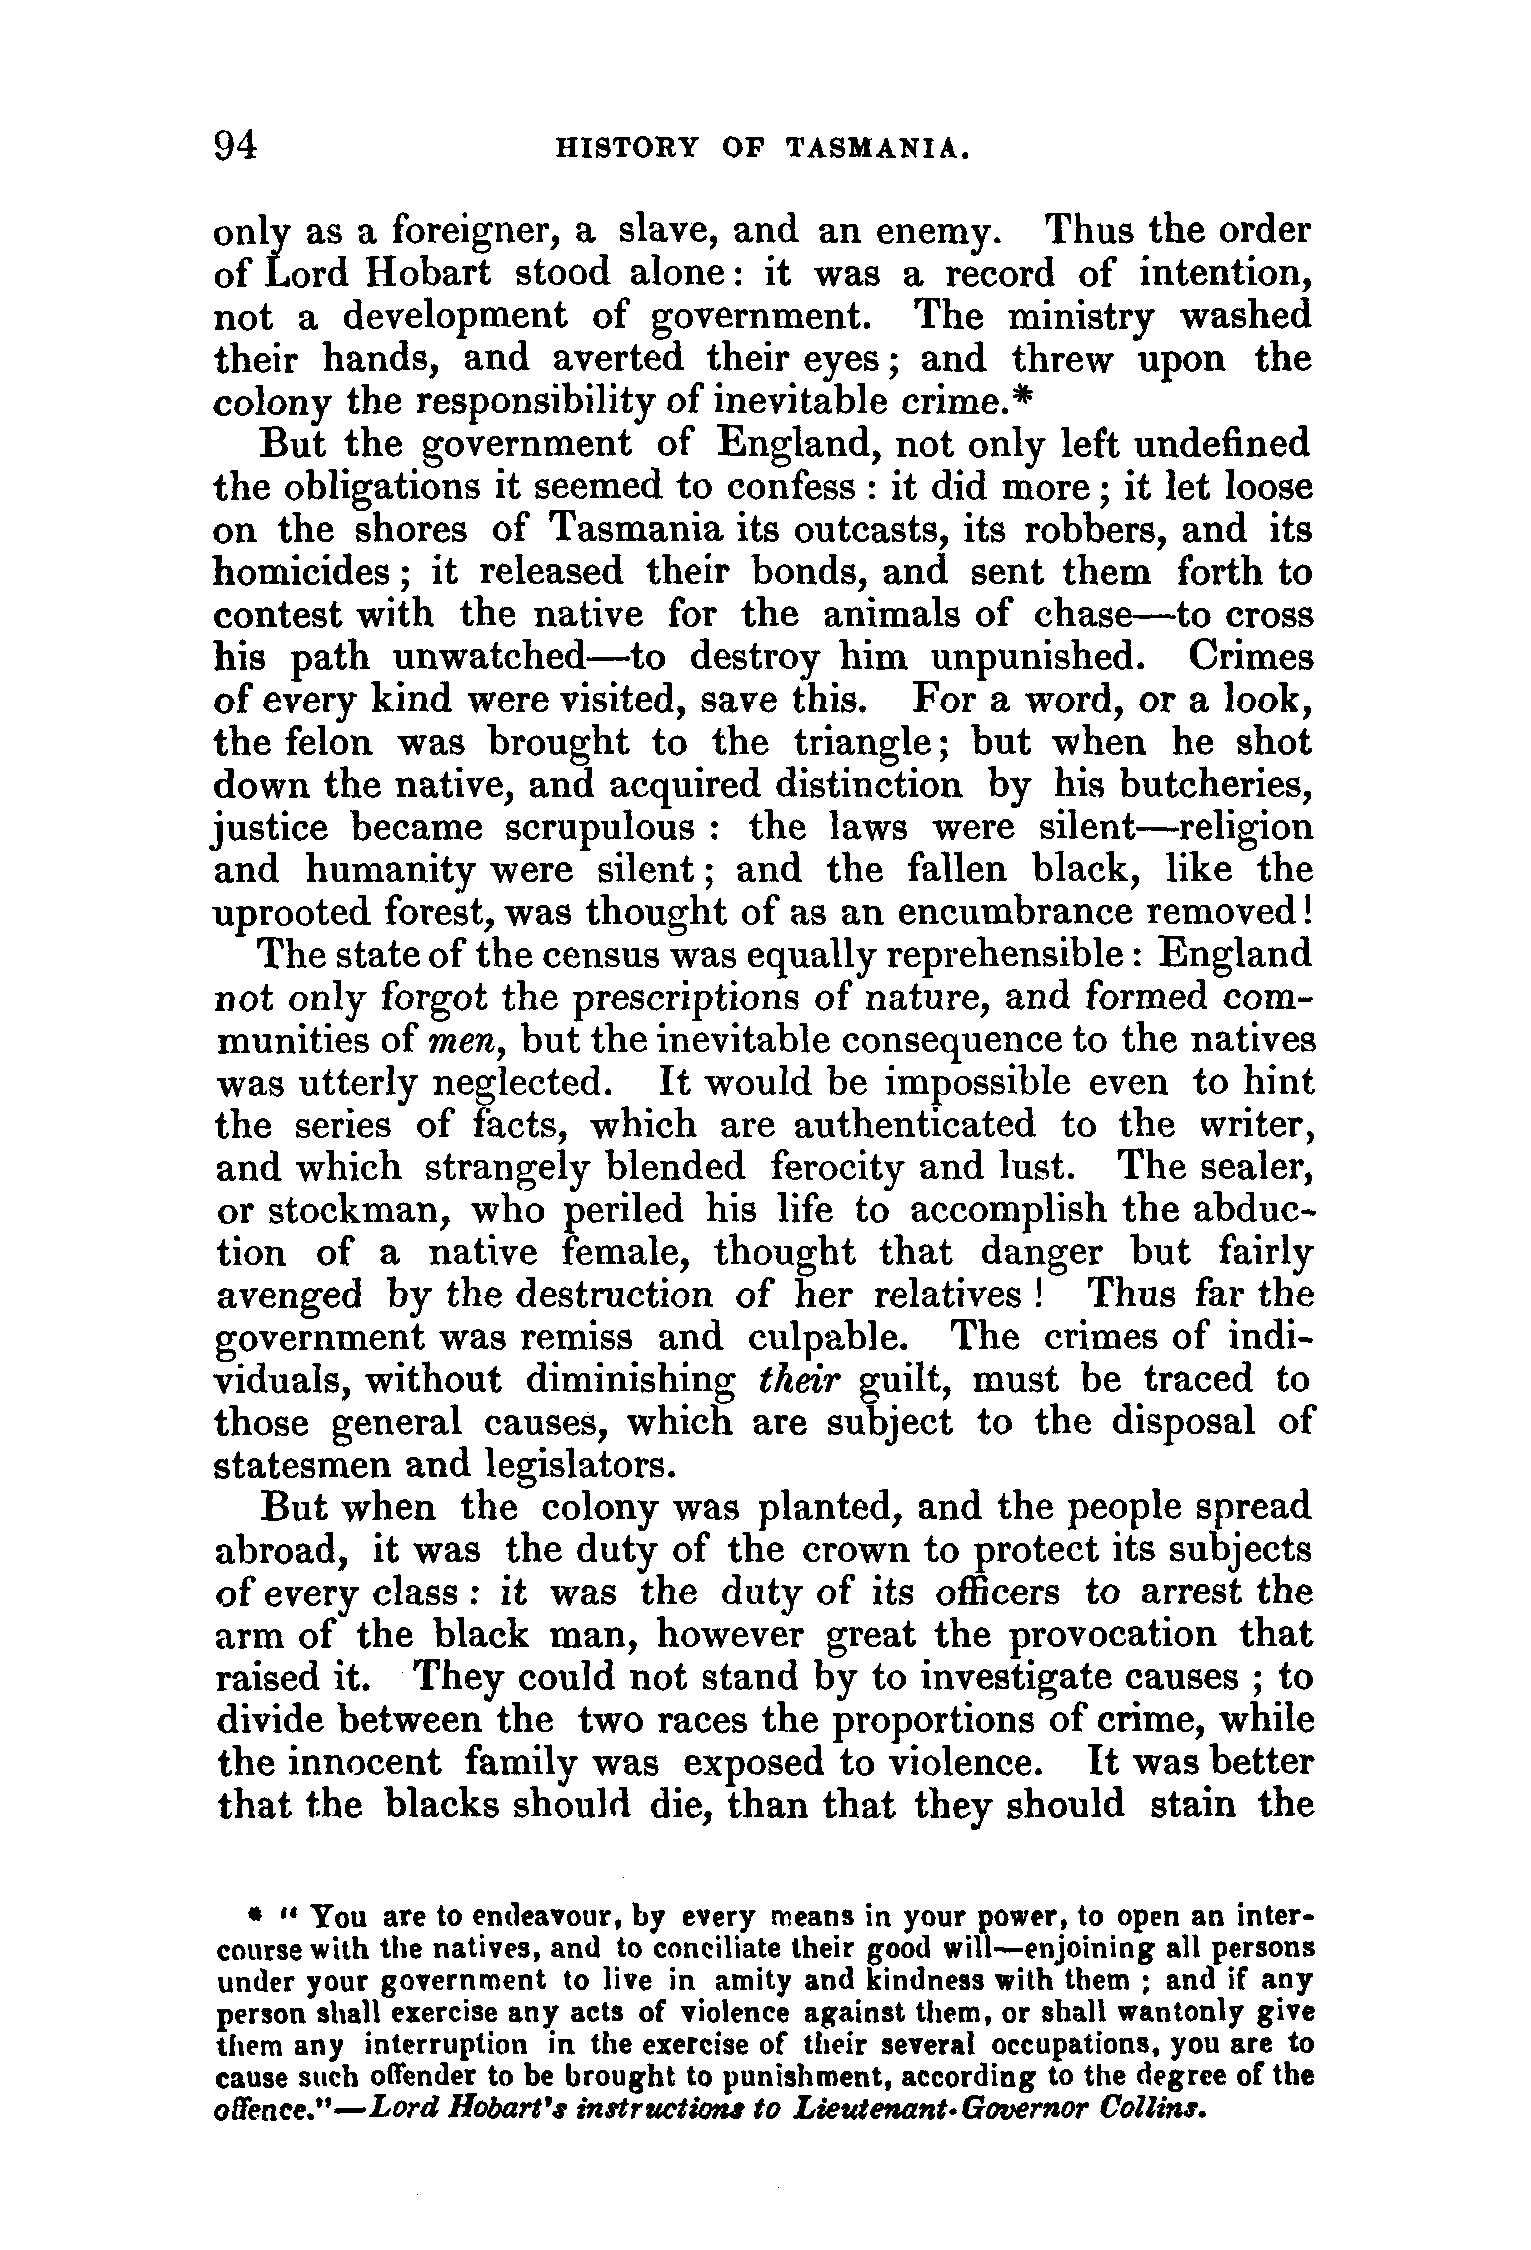 94 HISTORY OF TASMANIA.
only as a foreigner, a slave, and an enemy. Thus the order
of Lord Hobart stood alone: it was a record of intention,
not a development of government. The ministry washed
their hands, and averted their eyes; and threw upon the
colony the responsibility of inevitable crime.*
But the government of England, not only left undefined
the obligations it seemed to confess: it did more; it let loose
on the shores of Tasmania its outcasts, its robbers, and its
homicides; it released their bonds, and sent them forth to
contest with the native for the animals of chase—to cross
his path unwatched—to destroy him unpunished. Crimes
of every kind were visited, save this. For a word, or a look,
the felon was brought to the triangle; but when he shot
down the native, and acquired distinction by his butcheries,
justice became scrupulous: the laws were silent—religion
and humanity were silent; and the fallen black, like the
uprooted forest, was thought of as an encumbrance removed!
The state of the census was equally reprehensible: England
not only forgot the prescriptions of nature, and formed com-
munities of men, but the inevitable consequence to the natives
was utterly neglected. It would be impossible even to hint
the series of facts, which are authenticated to the writer,
and which strangely blended ferocity and lust. The sealer,
or stockman, who periled his life to accomplish the abduc-
tion of a native female, thought that danger but fairly
avenged by the destruction of her relatives! Thus far the
government was remiss and culpable. The crimes of indi-
viduals, without diminishing their guilt, must be traced to
those general causes, which are subject to the disposal of
statesmen and legislators.
But when the colony was planted, and the people spread
abroad, it was the duty of the crown to protect its subjects
of every class: it was the duty of its officers to arrest the
arm of the black man, however great the provocation that
raised it. They could not stand by to investigate causes; to
divide between the two races the proportions of crime, while
the innocent family was exposed to violence. It was better
that the blacks should die, than that they should stain the
* "You are to endeavour, by every means in your power, to open an inter-
course with the natives, and to conciliate their good will—enjoining all persons
under your government to live in amity and kindness with them; and if any
person shall exercise any acts of violence against them, or shall wantonly give
them any interruption in the exercise of their several occupations, you are to
cause such offender to be brought to punishment, according to the degree of the
offence."—Lord Hobart's instructions to Lieutenant-Governor Collins.